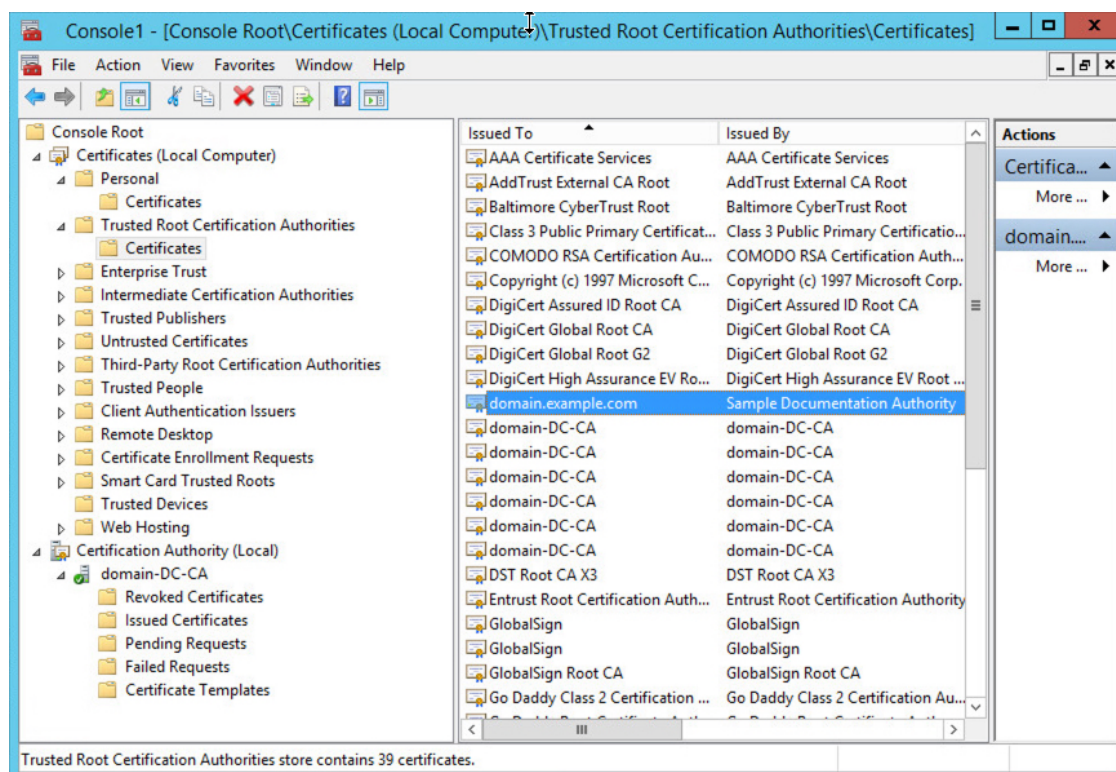 Console1 - [Console Root\Certificates (Local Computer)\Trusted Root Certification Authorities\Certificates]
File Action View Favorites Window Help
Console Root
Certificates (Local Computer)
Personal
Certificates
Trusted Root Certification Authorities
Certificates
Enterprise Trust
Intermediate Certification Authorities
Trusted Publishers
Untrusted Certificates
Third-Party Root Certification Authorities
Trusted People
Client Authentication Issuers
Remote Desktop
Certificate Enrollment Requests
Smart Card Trusted Roots
Trusted Devices
Web Hosting
Certification Authority (Local)
domain-DC-CA
Revoked Certificates
Issued Certificates
Pending Requests
Failed Requests
Certificate Templates
Issued To Issued By
AAA Certificate Services AAA Certificate Services
AddTrust External CA Root AddTrust External CA Root
Baltimore CyberTrust Root Baltimore CyberTrust Root
Class 3 Public Primary Certificat... Class 3 Public Primary Certificatio...
COMODO RSA Certification Au... COMODO RSA Certification Auth...
Copyright (c) 1997 Microsoft C... Copyright (c) 1997 Microsoft Corp.
DigiCert Assured ID Root CA DigiCert Assured ID Root CA
DigiCert Global Root CA DigiCert Global Root CA
DigiCert Global Root G2 DigiCert Global Root G2
DigiCert High Assurance EV Ro... DigiCert High Assurance EV Root ...
domain.example.com Sample Documentation Authority
domain-DC-CA domain-DC-CA
domain-DC-CA domain-DC-CA
domain-DC-CA domain-DC-CA
domain-DC-CA domain-DC-CA
domain-DC-CA domain-DC-CA
domain-DC-CA domain-DC-CA
DST Root CA X3 DST Root CA X3
Entrust Root Certification Auth... Entrust Root Certification Authority
GlobalSign GlobalSign
GlobalSign GlobalSign
GlobalSign Root CA GlobalSign Root CA
Go Daddy Class 2 Certification ... Go Daddy Class 2 Certification Au...
Actions
Certifica...
More ...
domain....
More ...
Trusted Root Certification Authorities store contains 39 certificates.